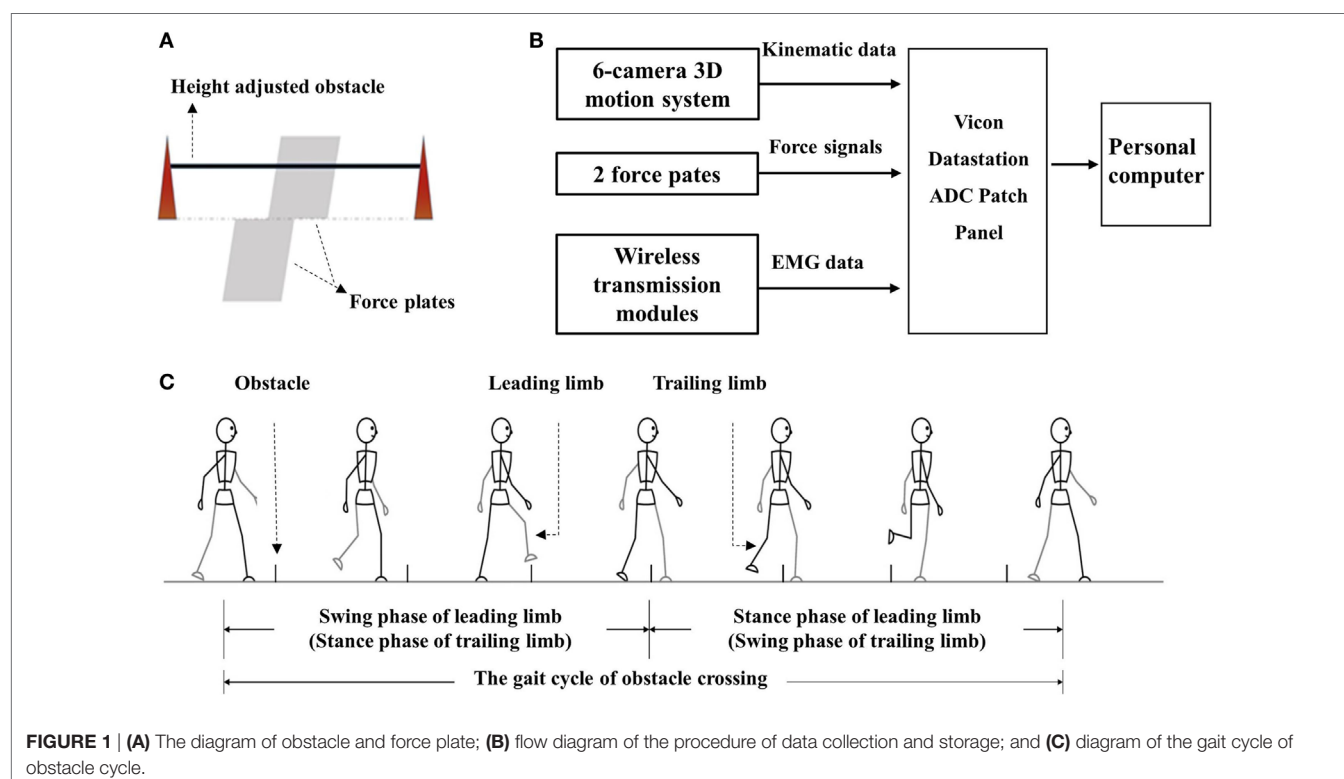 A
Height adjusted obstacle
Force plates
B
6-camera 3D
motion system
Kinematic data
2 force pates
Force signals
Wireless
transmission
modules
EMG data
Vicon
Datastation
ADC Patch
Panel
Personal
computer
C
Obstacle
Leading limb
Trailing limb
Swing phase of leading limb
(Stance phase of trailing limb)
Stance phase of leading limb
(Swing phase of trailing limb)
The gait cycle of obstacle crossing
FIGURE 1 | (A) The diagram of obstacle and force plate; (B) flow diagram of the procedure of data collection and storage; and (C) diagram of the gait cycle of
obstacle cycle.